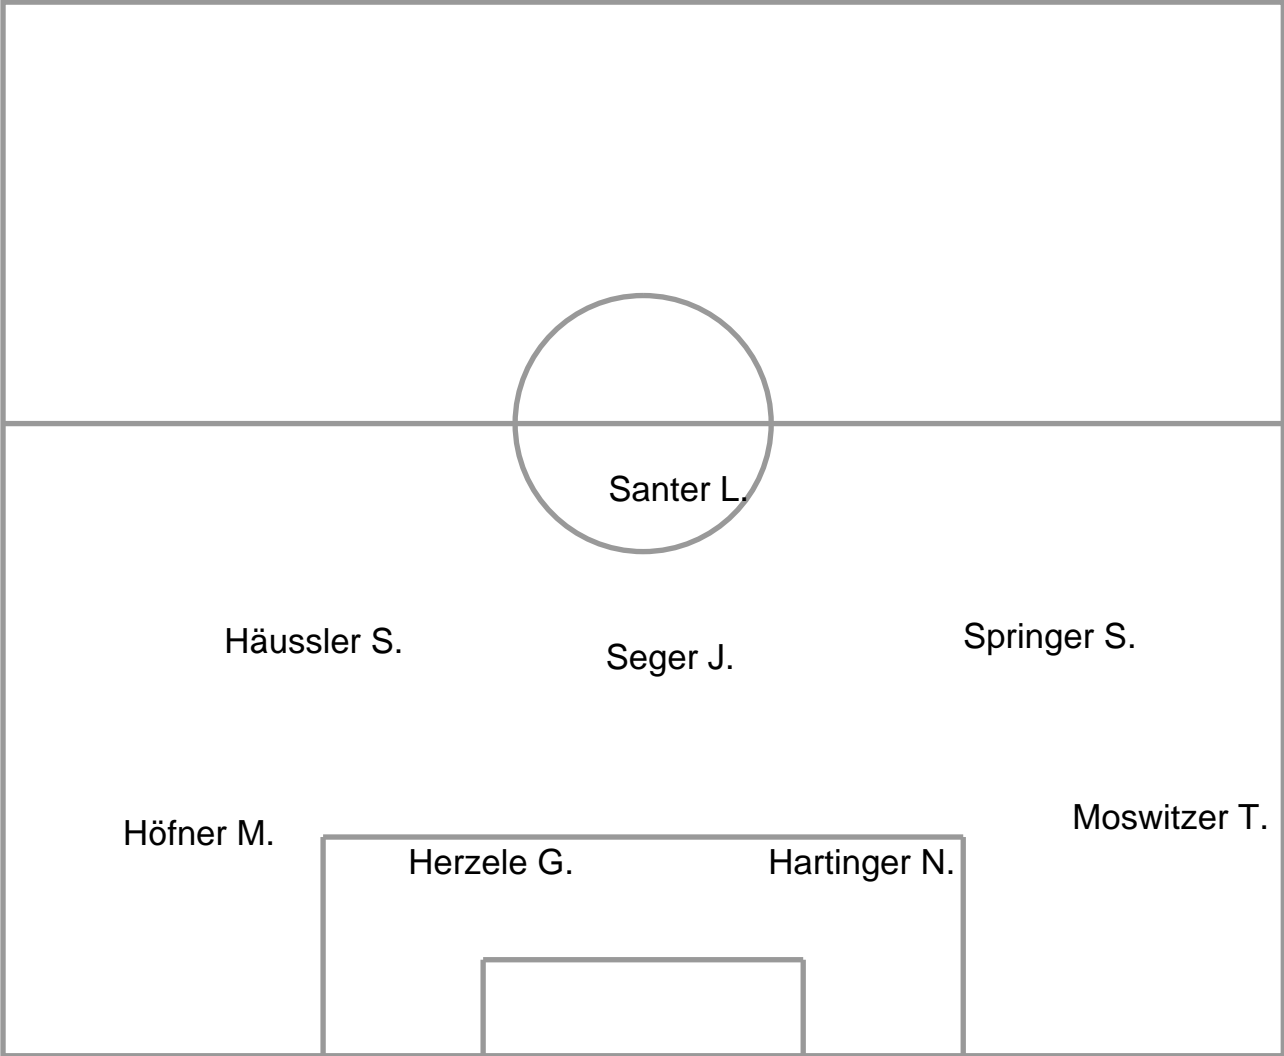 Santer L.
Häussler S.
Seger J.
Springer S.
Höfner M.
Herzele G.
Hartinger N.
Moswitzer T.